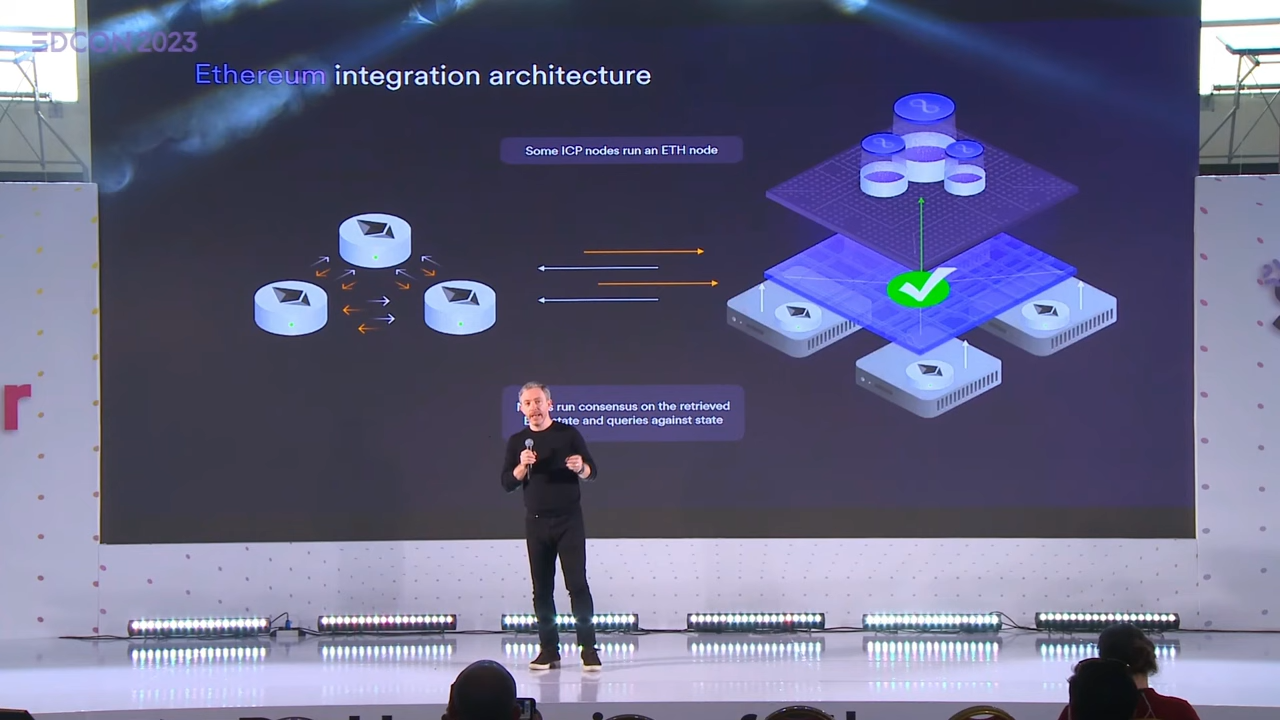 EDCON 2023
Ethereum integration architecture
Some ICP nodes run an ETH node
run consensus on the retrieved
state and queries against state
r